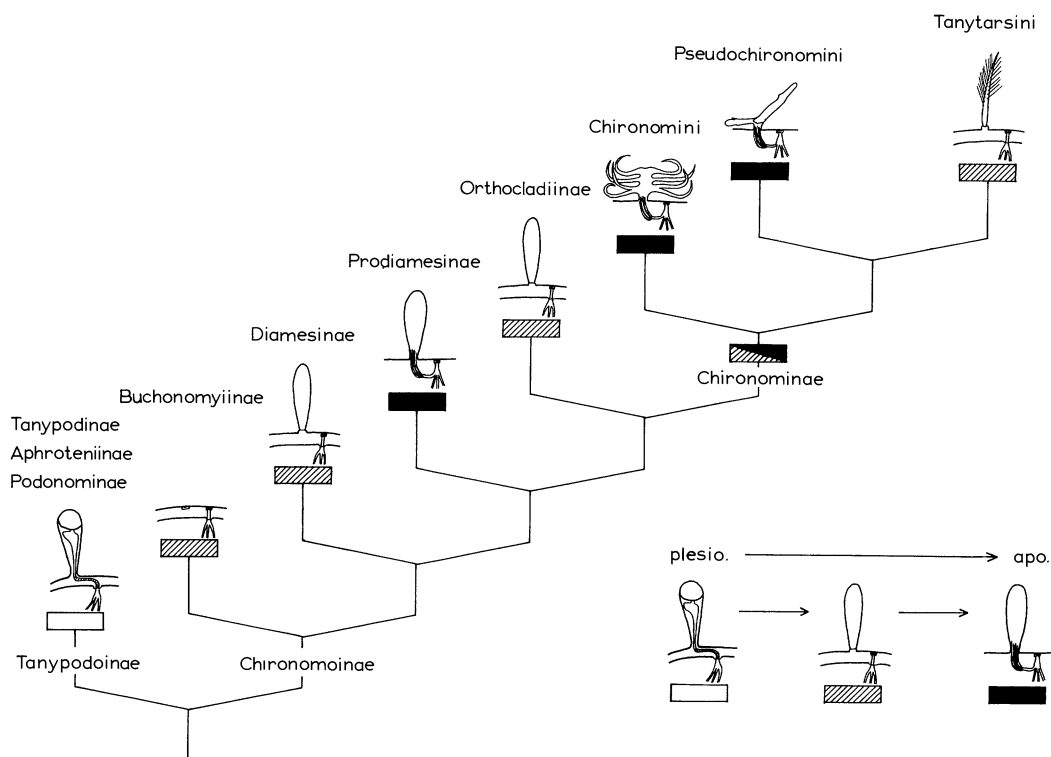 Tanytarsini
Pseudochironomini
Chironomini
Orthocladiinae
Prodiamesinae
Diamesinae
Chironominae
Buchonomyiinae
Tanypodinae
Aphroteniinae
Podonominae
plesio.
apo.
Tanypodoinae
Chironomoinae